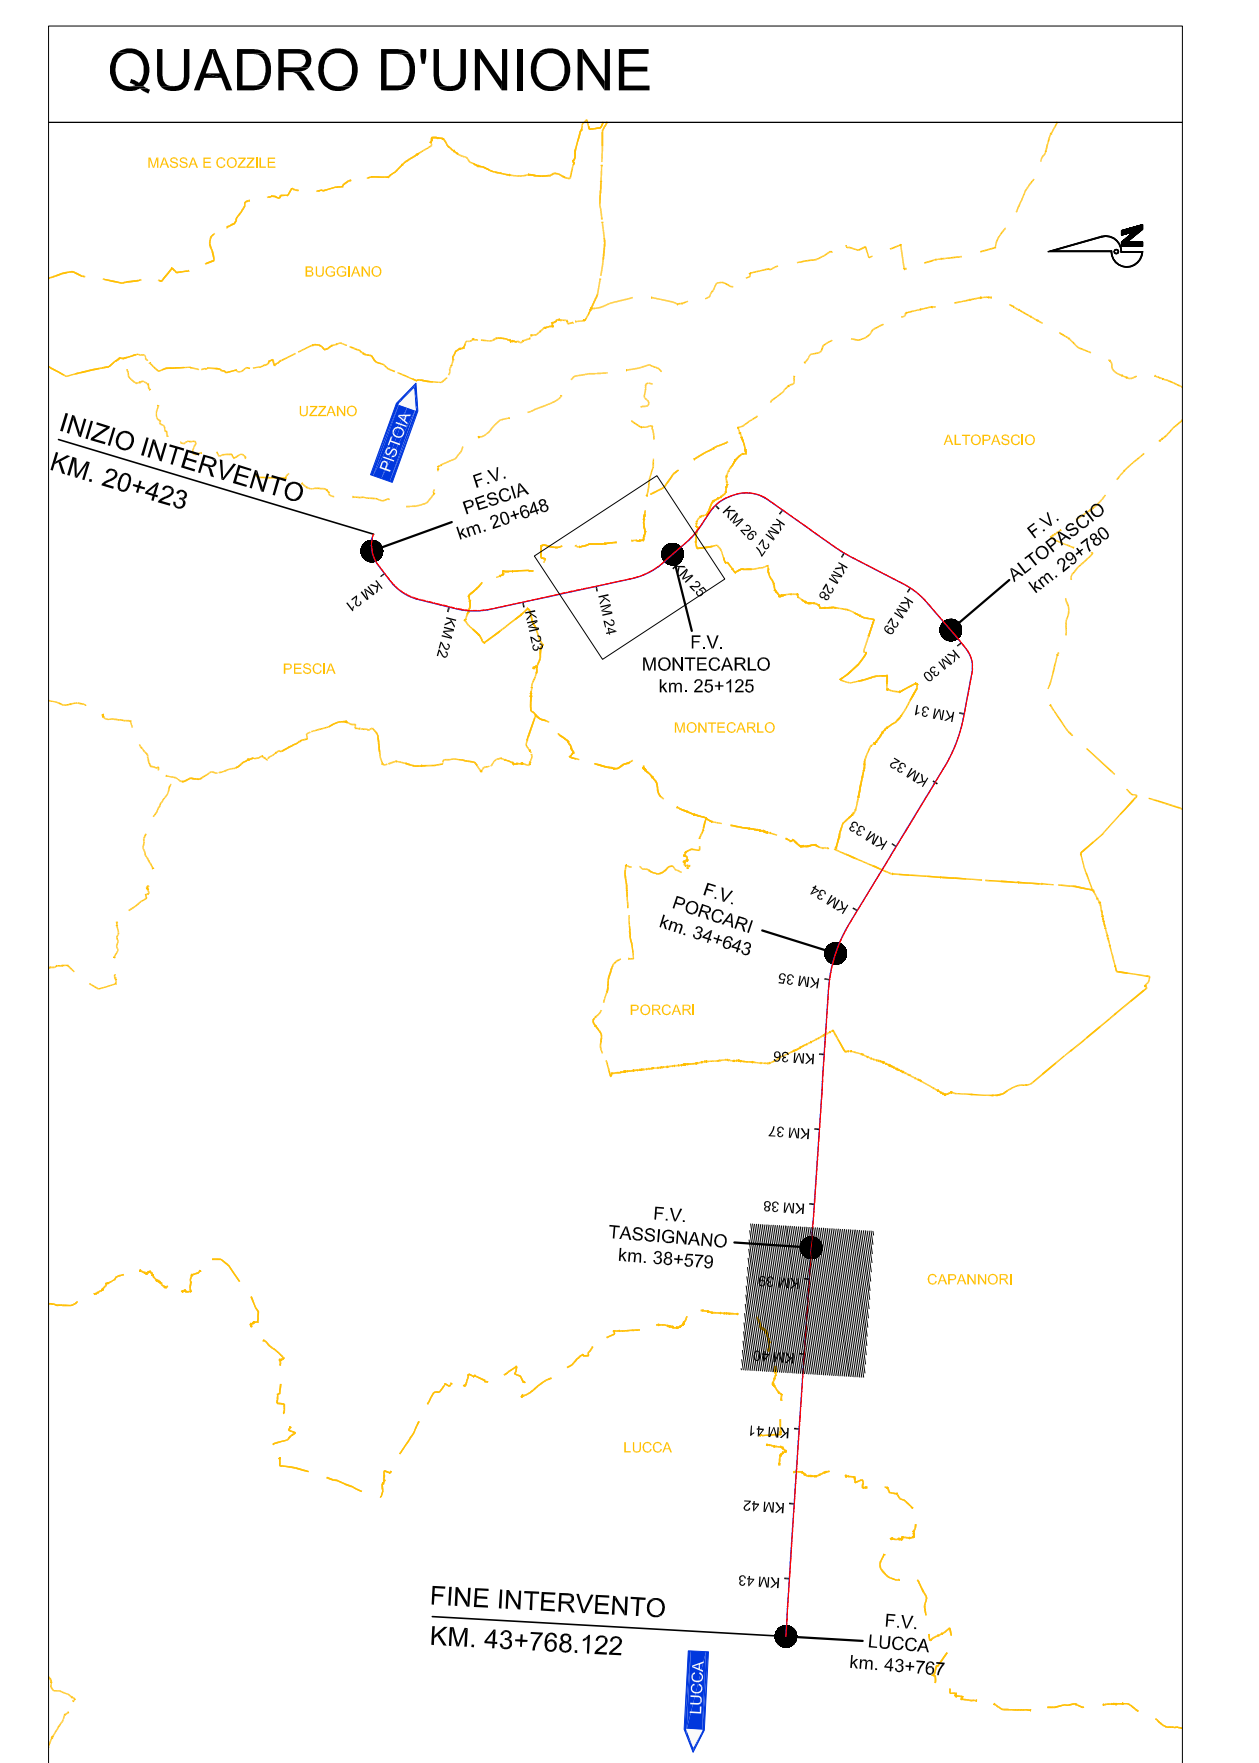 QUADRO D'UNIONE
MASSA E COZZILE
N
BUGGIANO
UZZANO
PISTOIA
ALTOPASCIO
INIZIO INTERVENTO
KM. 20+423
F.V.
PESCIA
km. 20+648
F.V.
ALTOPASCIO
km. 29+780
KM 21
KM 22
KM 23
KM 24
KM 25
KM 26
KM 27
KM 28
KM 29
KM 30
KM 31
KM 32
KM 33
KM 34
F.V.
MONTECARLO
km. 25+125
PESCIA
MONTECARLO
F.V.
PORCARI
km. 34+643
KM 35
PORCARI
KM 36
KM 37
KM 38
F.V.
TASSIGNANO
km. 38+579
KM 39
CAPANNORI
KM 40
KM 41
LUCCA
KM 42
KM 43
FINE INTERVENTO
KM. 43+768.122
F.V.
LUCCA
km. 43+767
LUCCA